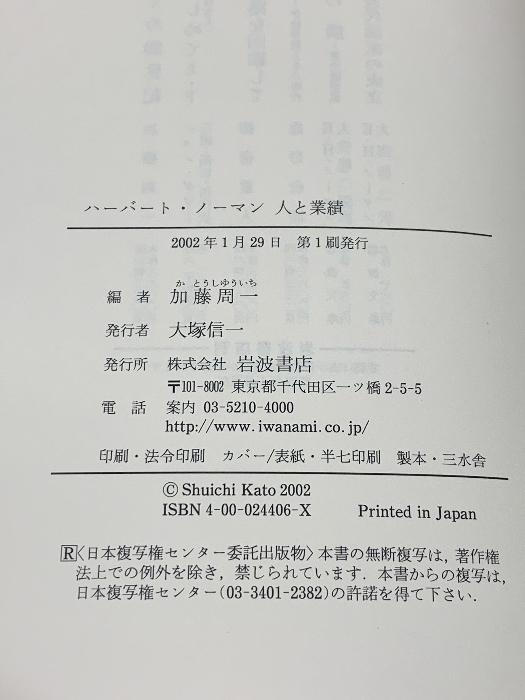 ハーバート・ノーマン 人と業績
2002年1月29日 第1刷発行
か とうしゆういち
編 者 加藤周一
発行者 大塚信一
発行所 株式会社 岩波書店
〒101-8002 東京都千代田区一ツ橋2-5-5
電 話 案内 03-5210-4000
http://www.iwanami.co.jp/
印刷・法令印刷 カバー/表紙・半七印刷 製本・三水舎
© Shuichi Kato 2002
ISBN 4-00-024406-X Printed in Japan
R〈日本複写権センター委託出版物〉本書の無断複写は，著作権
法上での例外を除き，禁じられています．本書からの複写は，
日本複写権センター(03-3401-2382)の許諾を得て下さい．